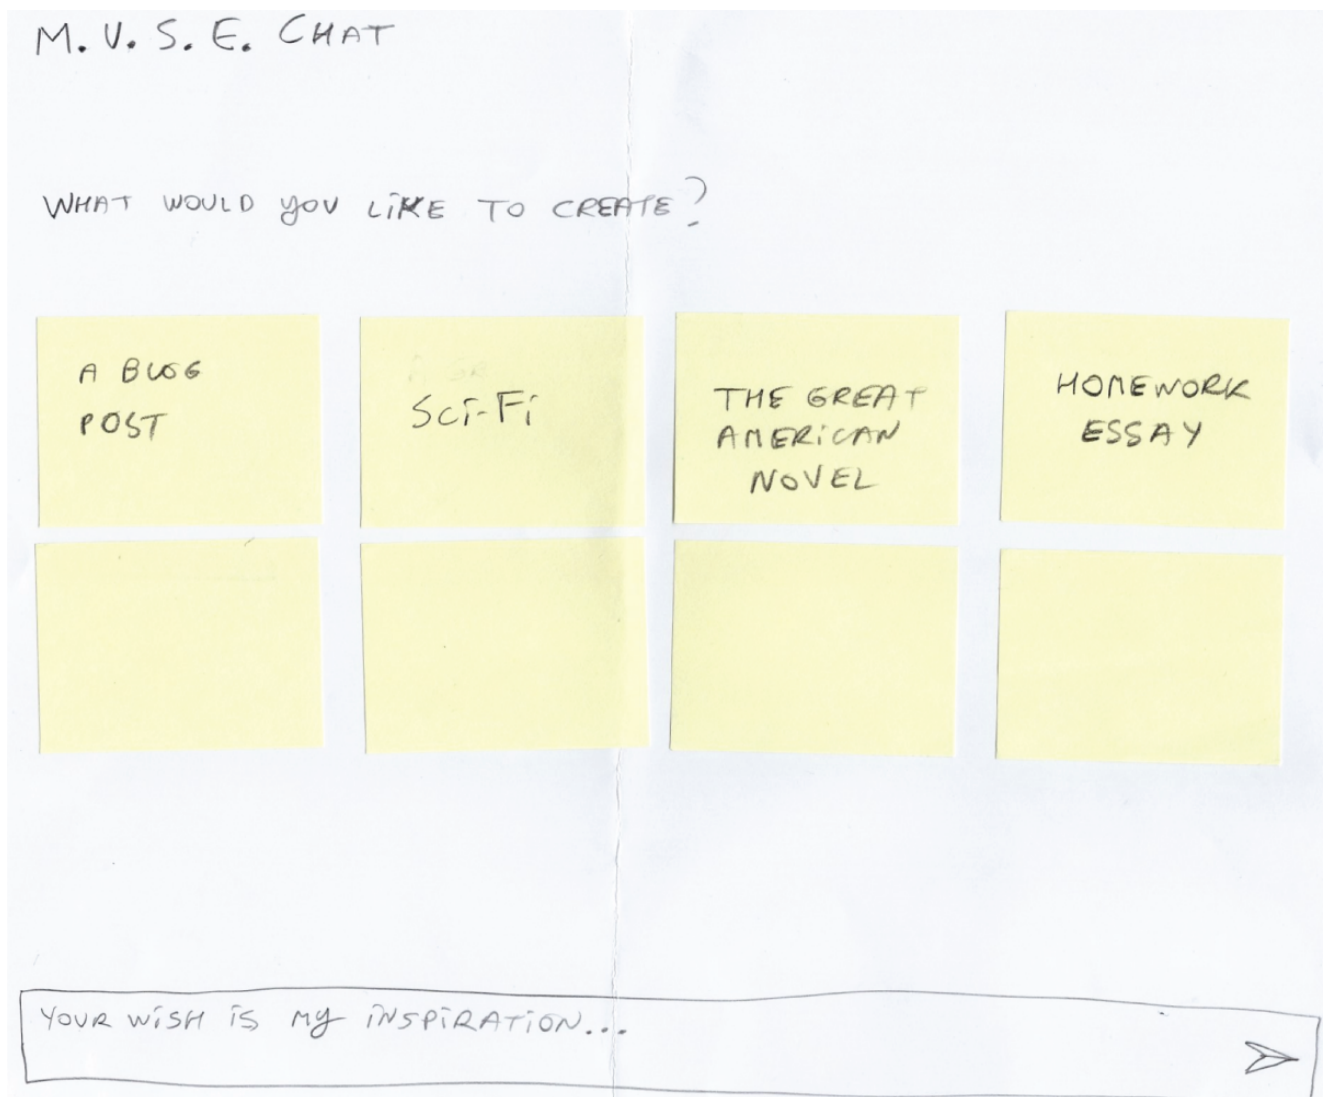 M.U.S.E. CHAT
WHAT WOULD YOU LIKE TO CREATE?
A BLOG
POST
Sci-Fi
THE GREAT
AMERICAN
NOVEL
HOMEWORK
ESSAY
YOUR WISH IS MY INSPIRATION...